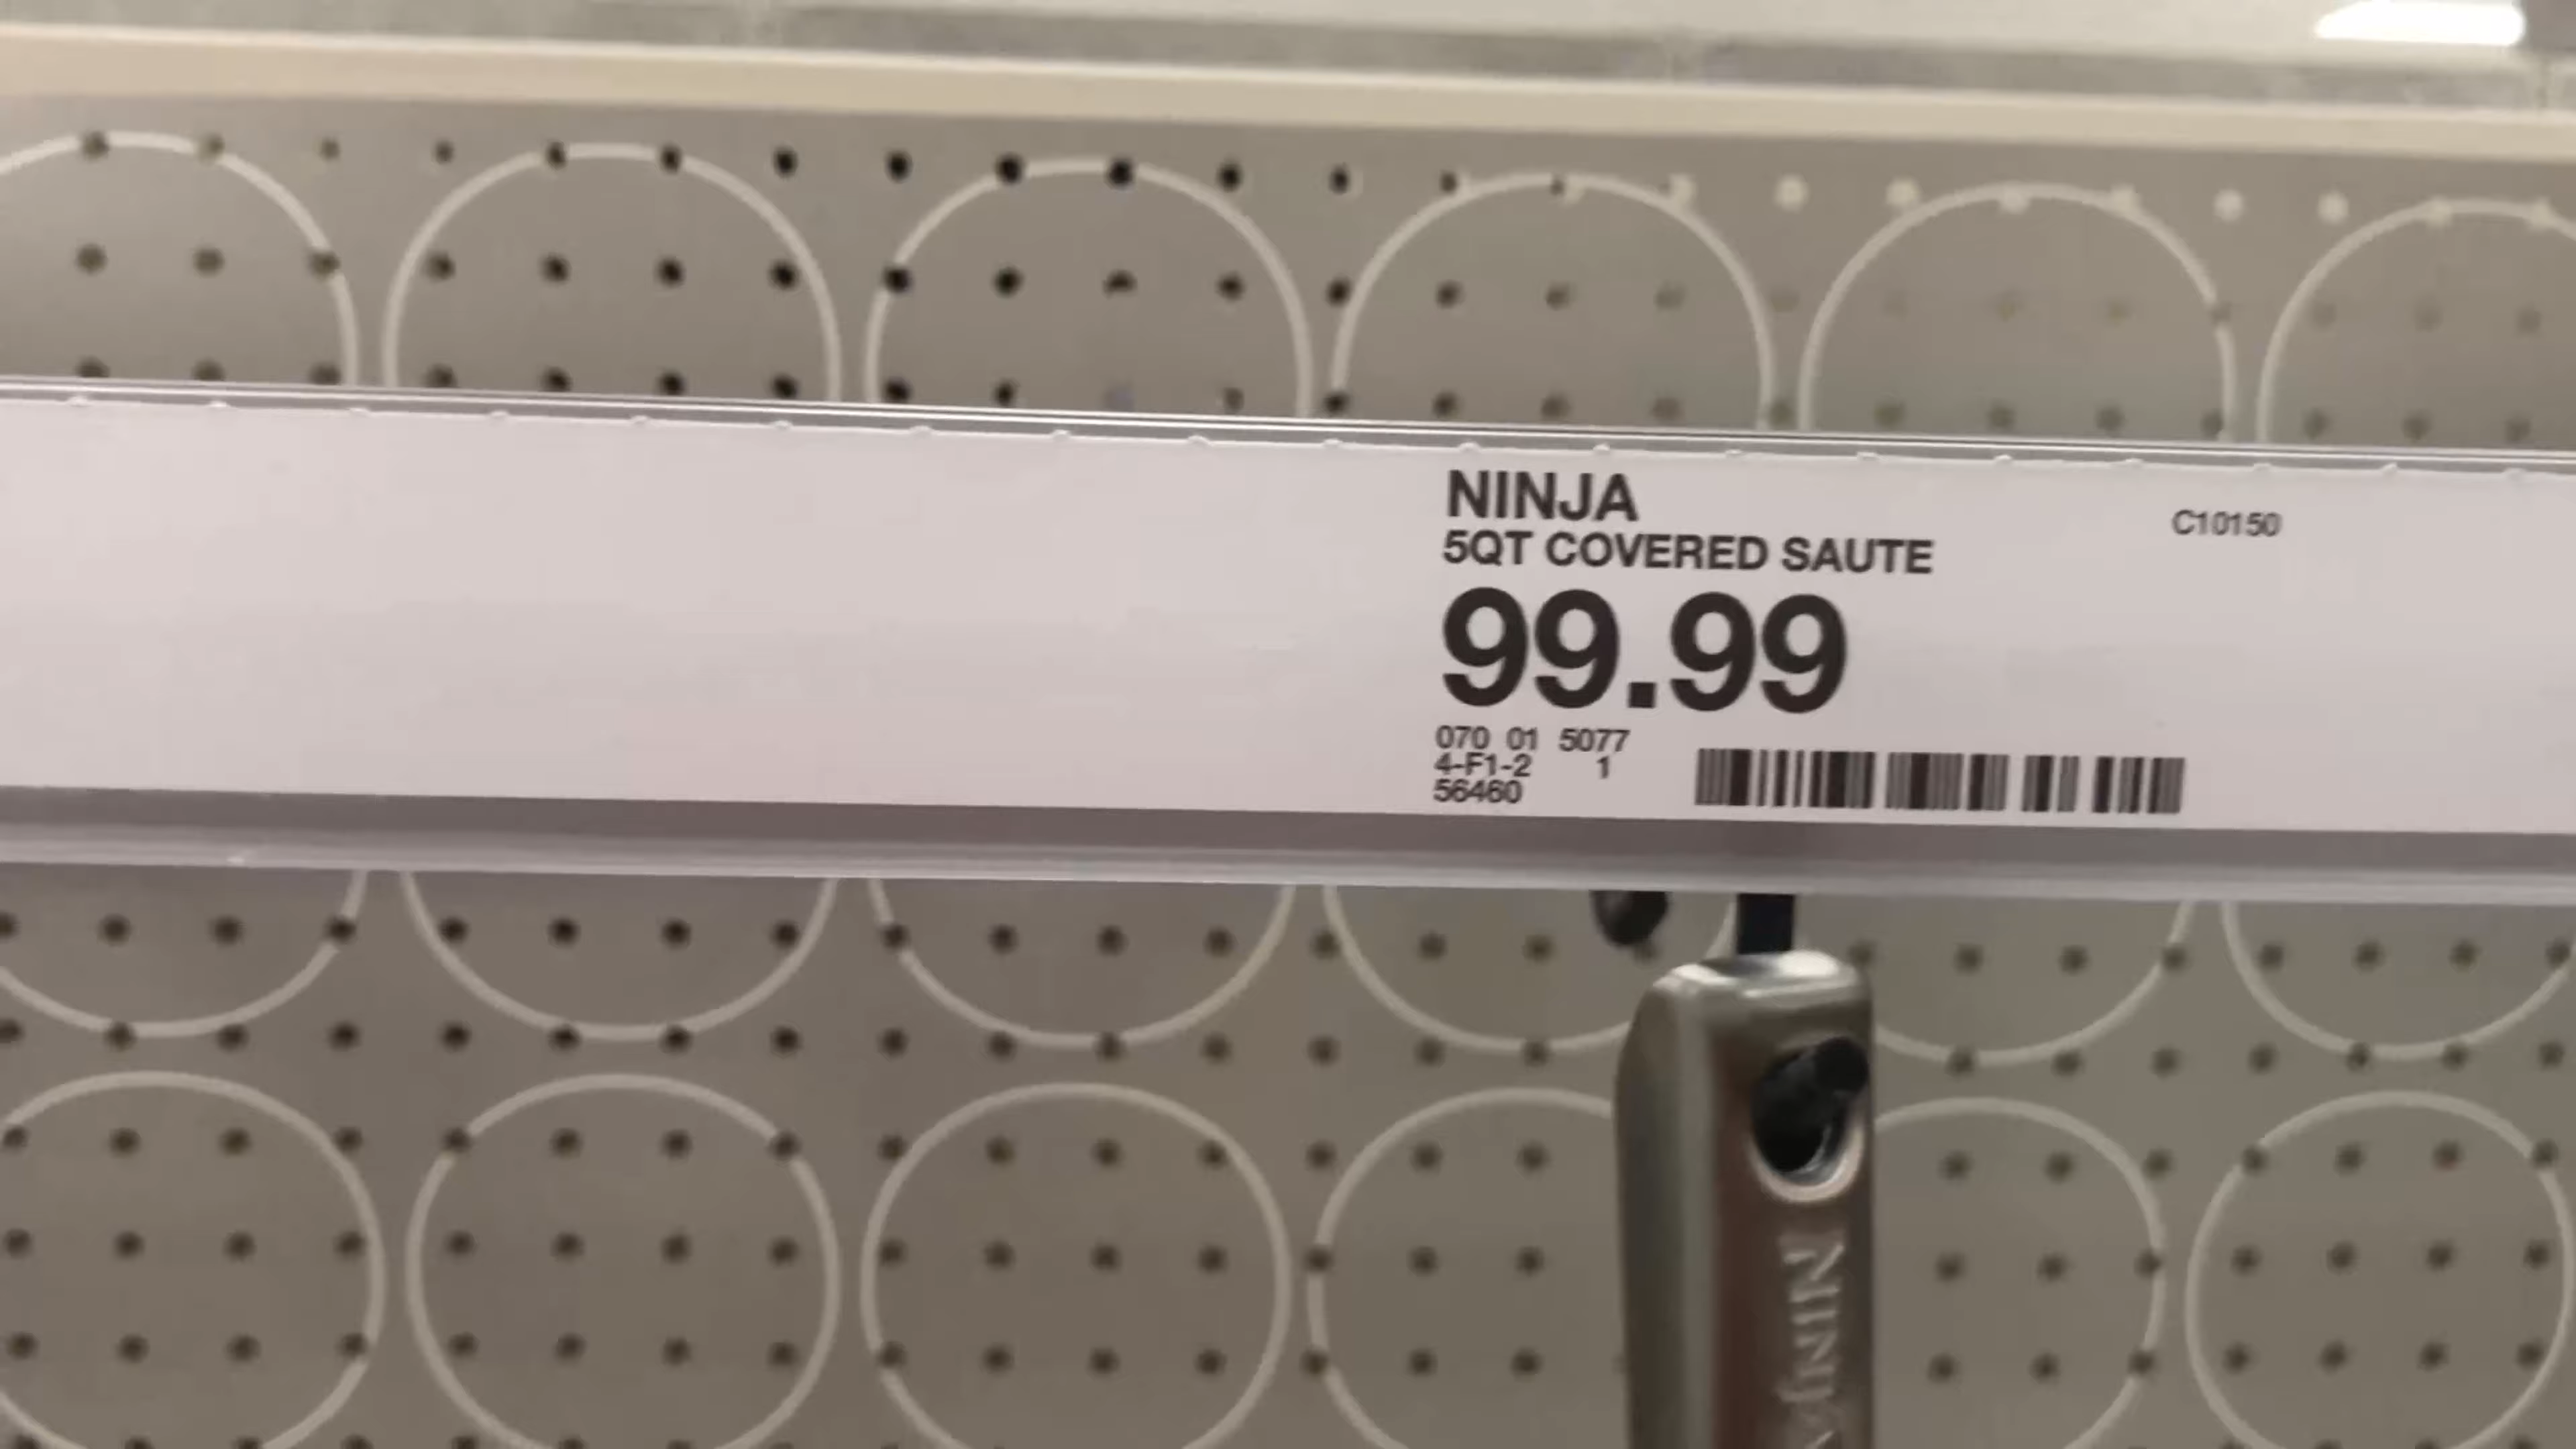 NINJA
5QT COVERED SAUTE
C10150
99.99
070 01 5077
4-F1-2 1
56460
NINJA